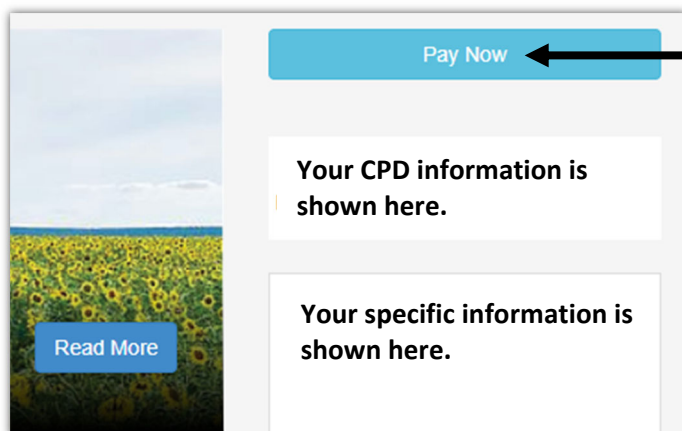 Pay Now
Your CPD information is
shown here.
Your specific information is
shown here.
Read More